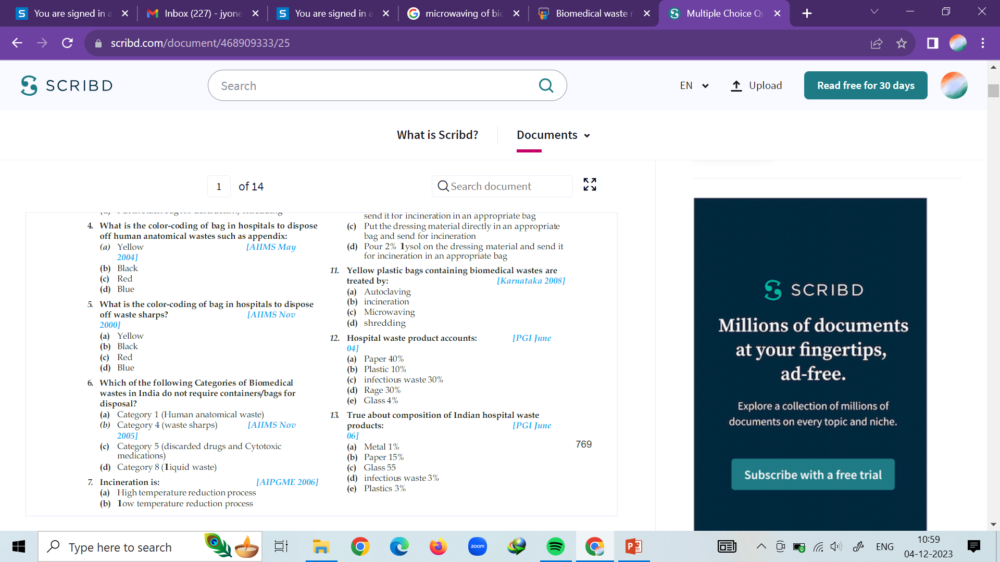 You are signed in a
Inbox (227) - jyone
You are signed in a
microwaving of bio
Biomedical waste r
Multiple Choice Qu
scribd.com/document/468909333/25
SCRIBD
Search
EN
Upload
Read free for 30 days
What is Scribd?
Documents
1 of 14
Search document
4. What is the color-coding of bag in hospitals to dispose
off human anatomical wastes such as appendix:
(a) Yellow [AIIMS May
2004]
(b) Black
(c) Red
(d) Blue
5. What is the color-coding of bag in hospitals to dispose
off waste sharps? [AIIMS Nov
2000]
(a) Yellow
(b) Black
(c) Red
(d) Blue
6. Which of the following Categories of Biomedical
wastes in India do not require containers/bags for
disposal?
(a) Category 1 (Human anatomical waste)
(b) Category 4 (waste sharps) [AIIMS Nov
2005]
(c) Category 5 (discarded drugs and Cytotoxic
medications)
(d) Category 8 (liquid waste)
7. Incineration is: [AIPGME 2006]
(a) High temperature reduction process
(b) low temperature reduction process
send it for incineration in an appropriate bag
(c) Put the dressing material directly in an appropriate
bag and send for incineration
(d) Pour 2% lysol on the dressing material and send it
for incineration in an appropriate bag
11. Yellow plastic bags containing biomedical wastes are
treated by: [Karnataka 2008]
(a) Autoclaving
(b) incineration
(c) Microwaving
(d) shredding
12. Hospital waste product accounts: [PGI June
04]
(a) Paper 40%
(b) Plastic 10%
(c) infectious waste 30%
(d) Rage 30%
(e) Glass 4%
13. True about composition of Indian hospital waste
products: [PGI June
06]
(a) Metal 1%
(b) Paper 15%
(c) Glass 55
(d) infectious waste 3%
(e) Plastics 3%
769
SCRIBD
Millions of documents
at your fingertips,
ad-free.
Explore a collection of millions of
documents on every topic and niche.
Subscribe with a free trial
Type here to search
zoom
ENG
10:59
04-12-2023